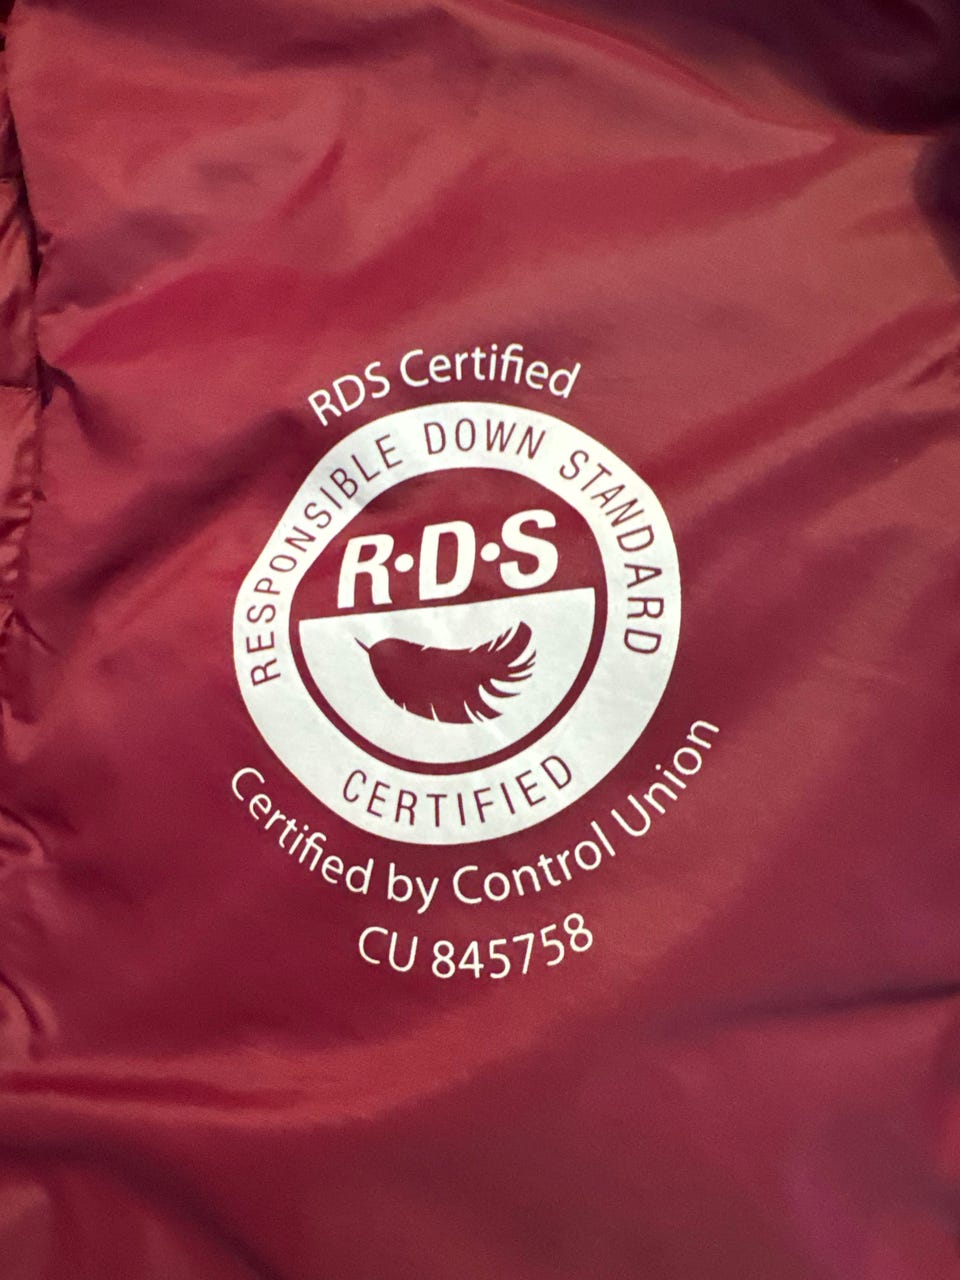 RDS Certified
RESPONSIBLE DOWN STANDARD
R·D·S
CERTIFIED
Certified by Control Union
CU 845758